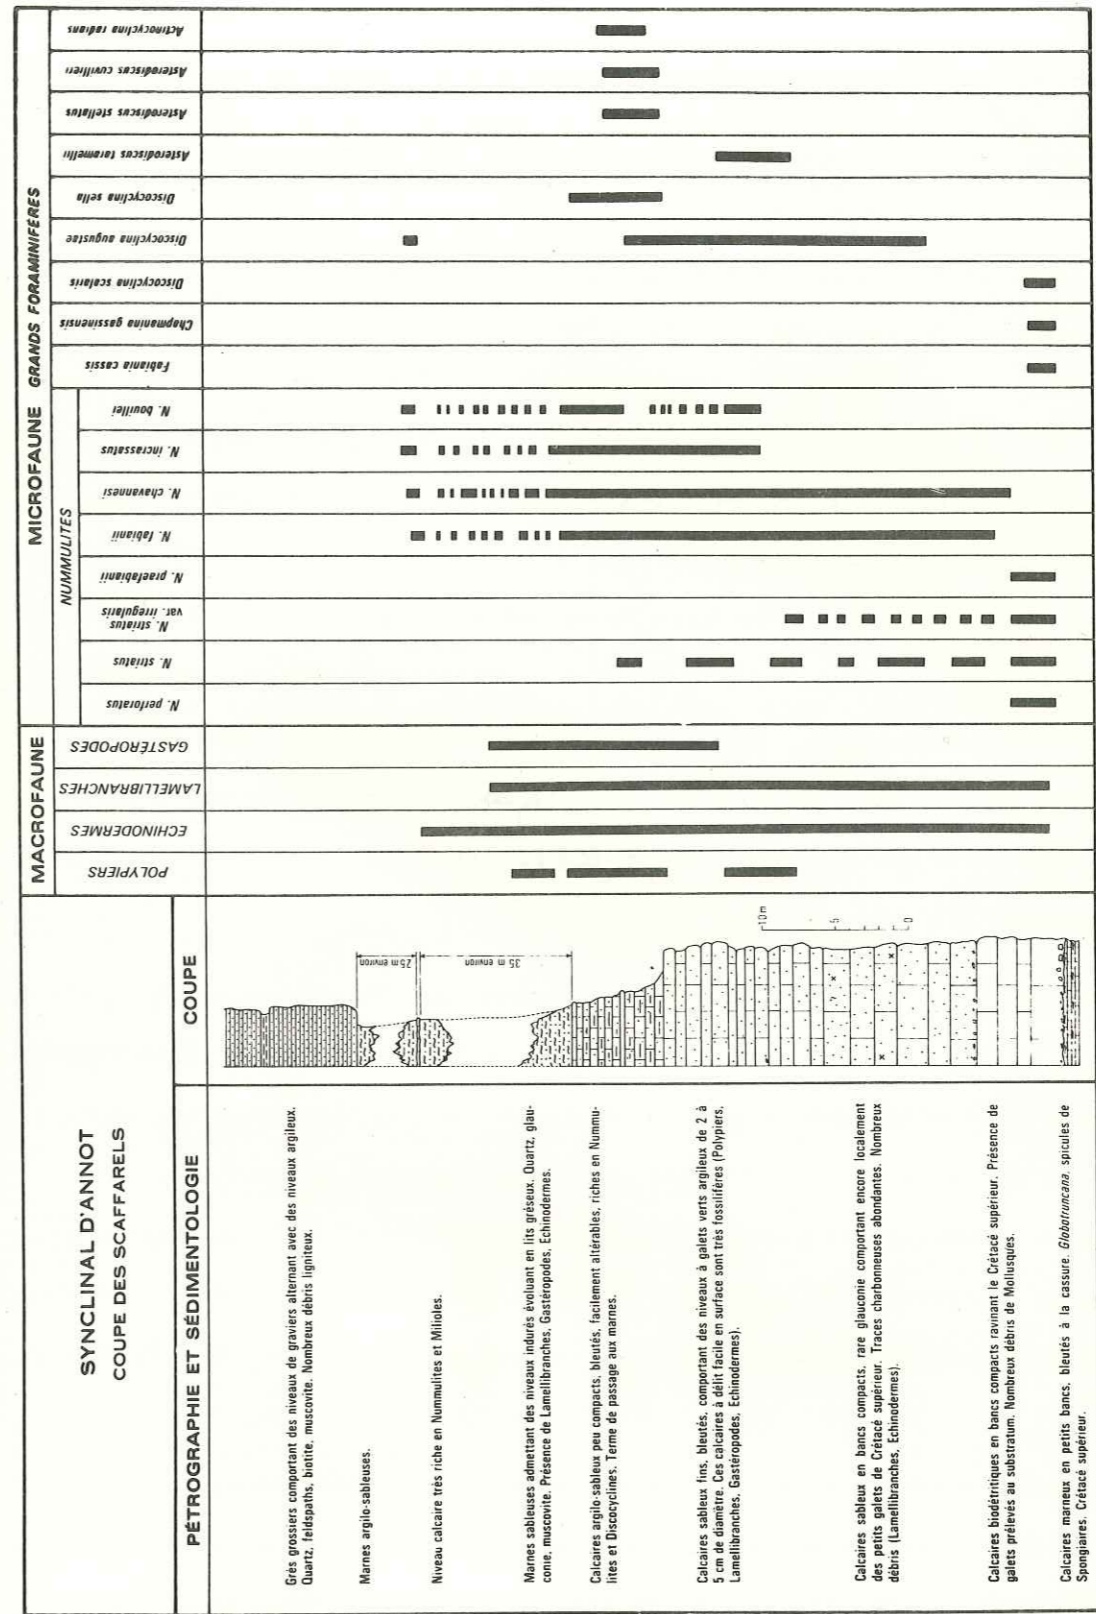 SYNCLINAL D'ANNOT
COUPE DES SCAFFARELS
PÉTROGRAPHIE ET SÉDIMENTOLOGIE
COUPE
MACROFAUNE
POLYPIERS
ECHINODERMES
LAMELLIBRANCHES
GASTÉROPODES
MICROFAUNE GRANDS FORAMINIFÈRES
NUMMULITES
N. perforatus
N. striatus
N. striatus
var. irregularis
N. praefabianii
N. fabianii
N. chavannesi
N. incrassatus
N. bouillei
Fabiania cassis
Chapmanina gassinensis
Discocyclina scalaris
Discocyclina augustae
Discocyclina sella
Asterodiscus taramellii
Asterodiscus stellatus
Asterodiscus cuvillieri
Actinocyclina radians
Grès grossiers comportant des niveaux de graviers alternant avec des niveaux argileux.
Quartz, feldspaths, biotite, muscovite. Nombreux débris ligniteux.
Marnes argilo-sableuses.
Niveau calcaire très riche en Nummulites et Milioles.
Marnes sableuses admettant des niveaux indurés évoluant en lits gréseux. Quartz, glau-
conie, muscovite. Présence de Lamellibranches, Gastéropodes, Echinodermes.
Calcaires argilo-sableux peu compacts, bleutés, facilement altérables, riches en Nummu-
lites et Discocyclines. Terme de passage aux marnes.
Calcaires sableux fins, bleutés, comportant des niveaux à galets verts argileux de 2 à
5 cm de diamètre. Ces calcaires à délit facile en surface sont très fossilifères (Polypiers,
Lamellibranches, Gastéropodes, Echinodermes).
Calcaires sableux en bancs compacts, rare glauconie comportant encore localement
des petits galets de Crétacé supérieur. Traces charbonneuses abondantes. Nombreux
débris (Lamellibranches, Echinodermes).
Calcaires biodétritiques en bancs compacts ravinant le Crétacé supérieur. Présence de
galets prélevés au substratum. Nombreux débris de Mollusques.
Calcaires marneux en petits bancs, bleutés à la cassure. Globotruncana, spicules de
Spongiaires. Crétacé supérieur.
25 m environ
35 m environ
10m
5
0